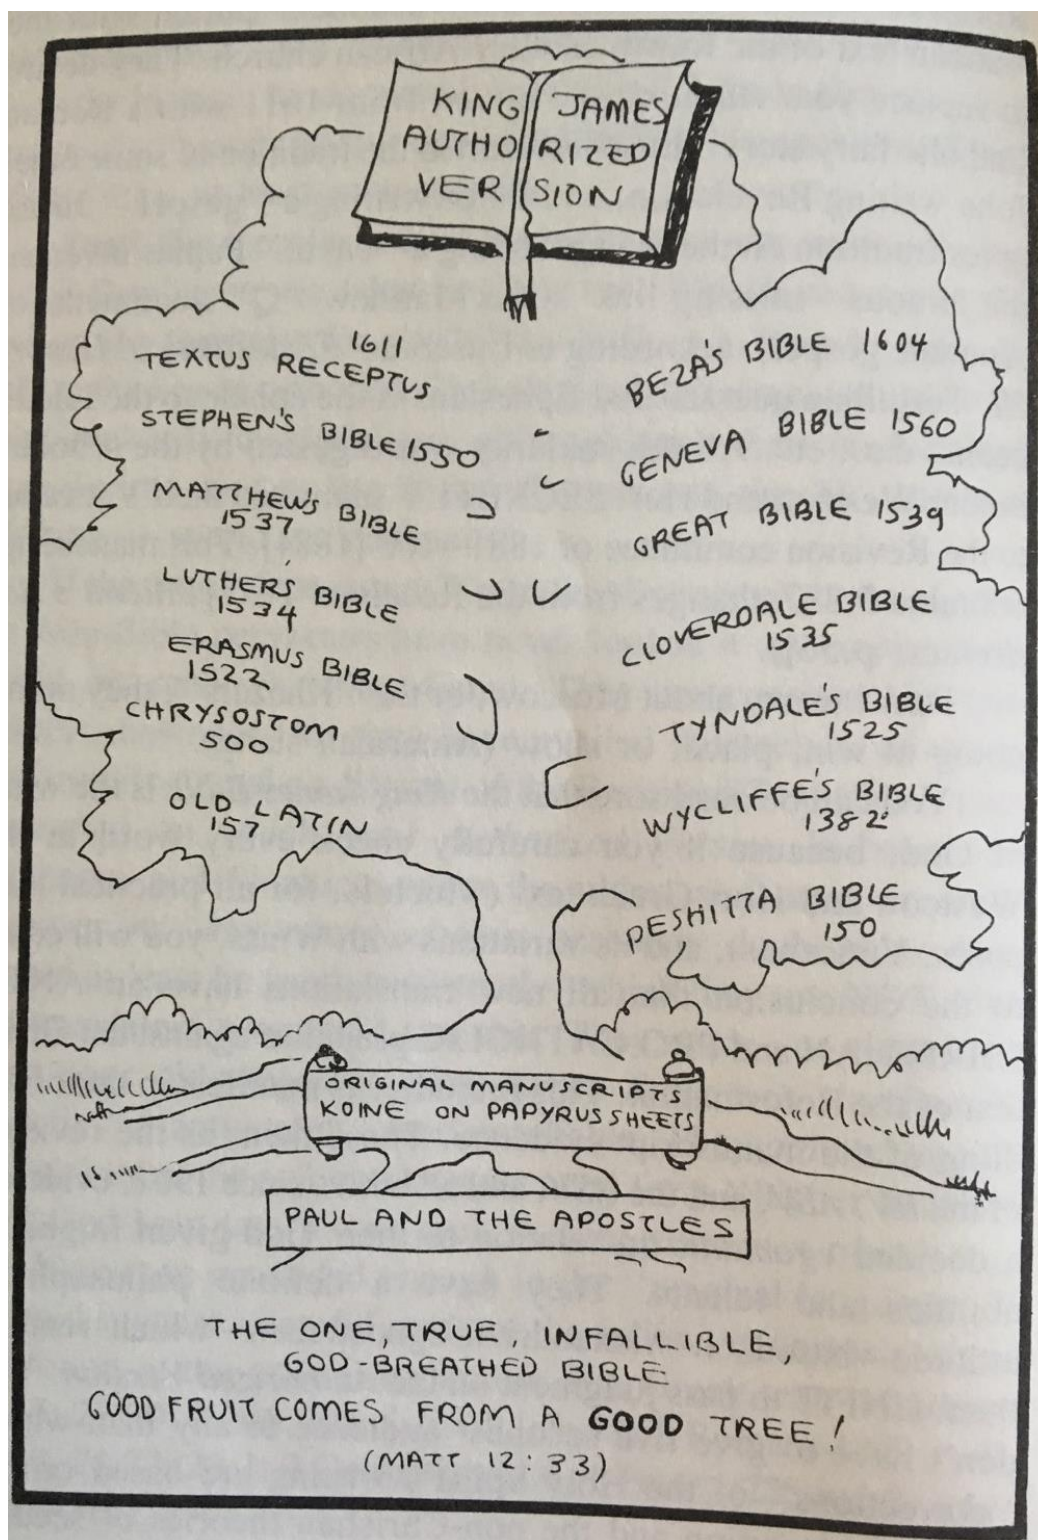 KING JAMES
AUTHORIZED
VERSION
1611
TEXTUS RECEPTUS
STEPHEN'S BIBLE 1550
MATTHEW'S BIBLE
1537
LUTHER'S BIBLE
1534
ERASMUS BIBLE
1522
CHRYSOSTOM
500
OLD LATIN
157
BEZA'S BIBLE 1604
GENEVA BIBLE 1560
GREAT BIBLE 1539
CLOVERDALE BIBLE
1535
TYNDALE'S BIBLE
1525
WYCLIFFE'S BIBLE
1382
PESHITTA BIBLE
150
ORIGINAL MANUSCRIPTS
KOINE ON PAPYRUS SHEETS
PAUL AND THE APOSTLES
THE ONE, TRUE, INFALLIBLE,
GOD-BREATHED BIBLE
GOOD FRUIT COMES FROM A GOOD TREE!
(MATT 12:33)